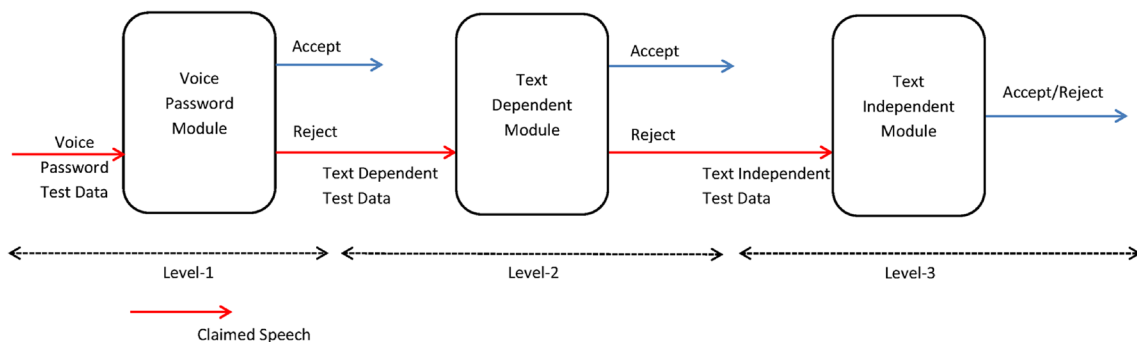 Voice
Password
Test Data
Voice
Password
Module
Accept
Reject
Text Dependent
Test Data
Text
Dependent
Module
Accept
Reject
Text Independent
Test Data
Text
Independent
Module
Accept/Reject
Level-1
Level-2
Level-3
Claimed Speech